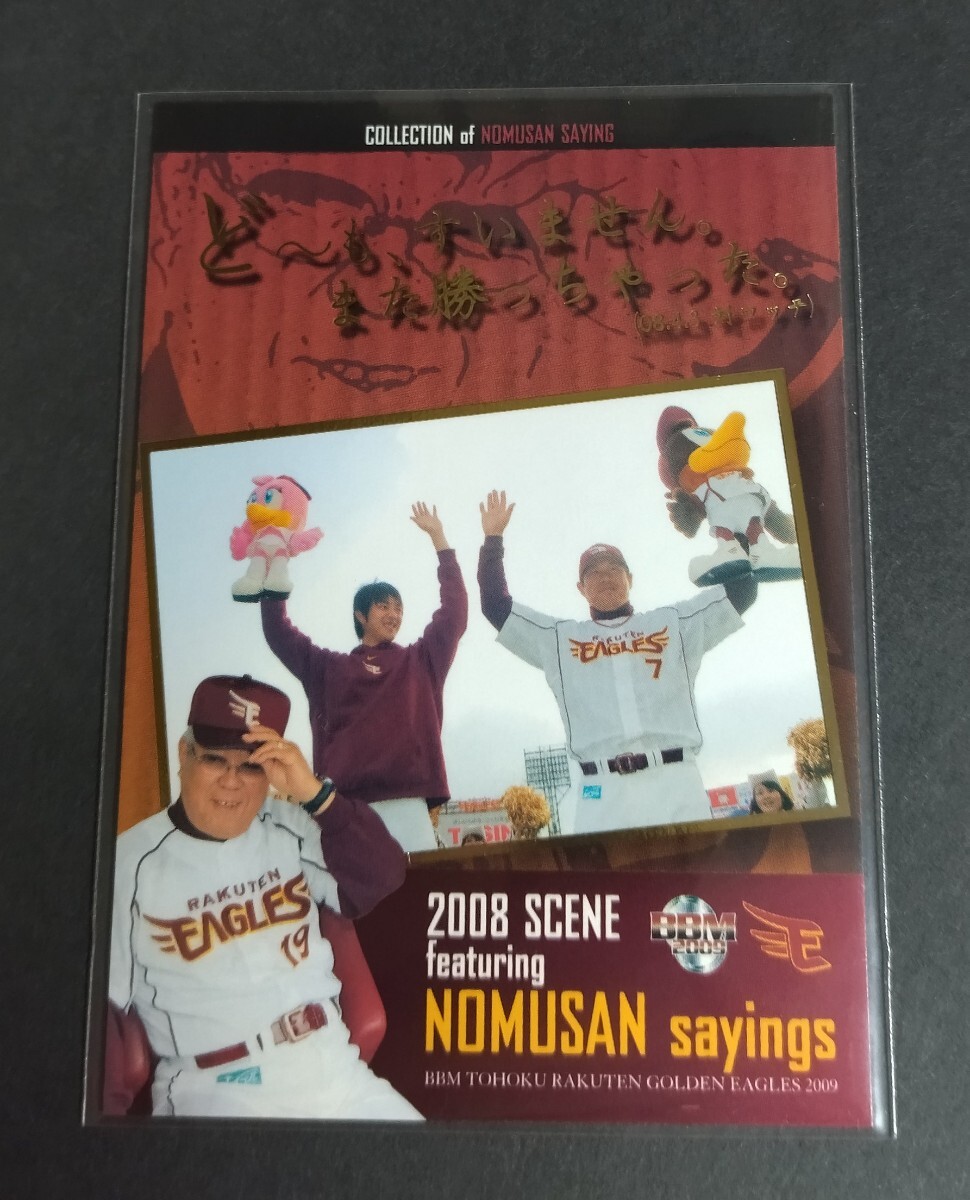 COLLECTION of NOMUSAN SAYING
ど〜も、すいません。
また勝っちゃった。
RAKUTEN
EAGLES
7
RAKUTEN
EAGLES
19
2008 SCENE
featuring
NOMUSAN sayings
BBM
2009
E
BBM TOHOKU RAKUTEN GOLDEN EAGLES 2009